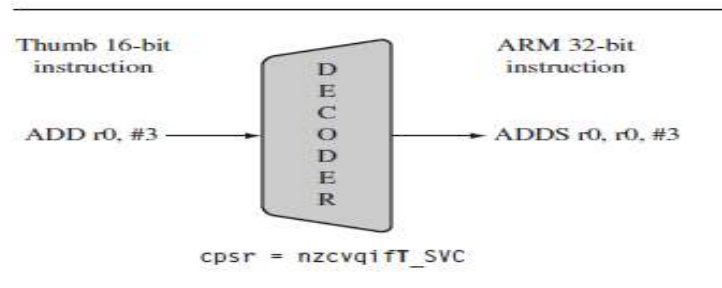 Thumb 16-bit
instruction
ADD r0, #3
D
E
C
O
D
E
R
ARM 32-bit
instruction
ADDS r0, r0, #3
cpsr = nzcvqifT_SVC